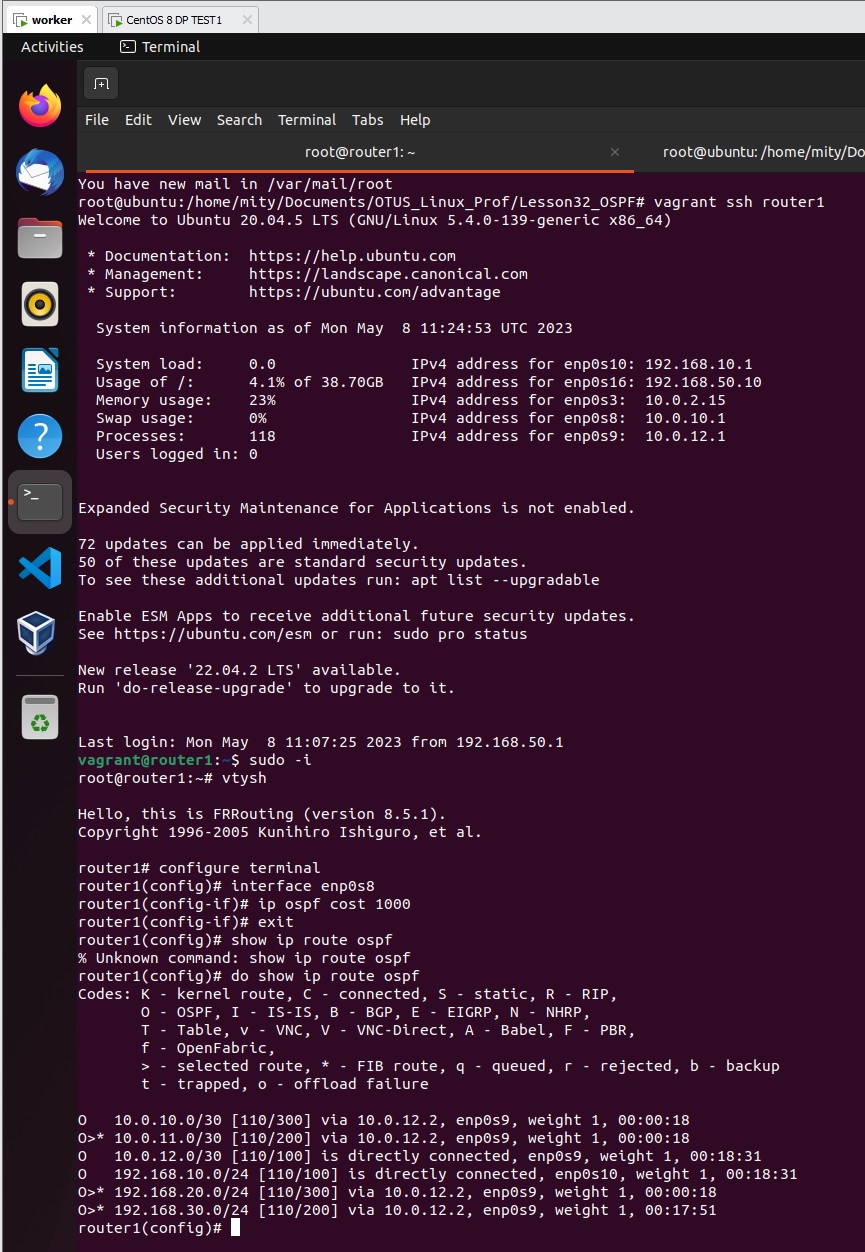 worker
CentOS 8 DP TEST1
Activities
Terminal
File Edit View Search Terminal Tabs Help
root@router1: ~
root@ubuntu: /home/mity/Do
You have new mail in /var/mail/root
root@ubuntu:/home/mity/Documents/OTUS_Linux_Prof/Lesson32_OSPF# vagrant ssh router1
Welcome to Ubuntu 20.04.5 LTS (GNU/Linux 5.4.0-139-generic x86_64)
* Documentation:  https://help.ubuntu.com
* Management:     https://landscape.canonical.com
* Support:        https://ubuntu.com/advantage
System information as of Mon May  8 11:24:53 UTC 2023
System load:     0.0                IPv4 address for enp0s10: 192.168.10.1
Usage of /:      4.1% of 38.70GB   IPv4 address for enp0s16: 192.168.50.10
Memory usage:    23%                IPv4 address for enp0s3:  10.0.2.15
Swap usage:      0%                 IPv4 address for enp0s8:  10.0.10.1
Processes:       118                IPv4 address for enp0s9:  10.0.12.1
Users logged in: 0
Expanded Security Maintenance for Applications is not enabled.
72 updates can be applied immediately.
50 of these updates are standard security updates.
To see these additional updates run: apt list --upgradable
Enable ESM Apps to receive additional future security updates.
See https://ubuntu.com/esm or run: sudo pro status
New release '22.04.2 LTS' available.
Run 'do-release-upgrade' to upgrade to it.
Last login: Mon May  8 11:07:25 2023 from 192.168.50.1
vagrant@router1:~$ sudo -i
root@router1:~# vtysh
Hello, this is FRRouting (version 8.5.1).
Copyright 1996-2005 Kunihiro Ishiguro, et al.
router1# configure terminal
router1(config)# interface enp0s8
router1(config-if)# ip ospf cost 1000
router1(config-if)# exit
router1(config)# show ip route ospf
% Unknown command: show ip route ospf
router1(config)# do show ip route ospf
Codes: K - kernel route, C - connected, S - static, R - RIP,
O - OSPF, I - IS-IS, B - BGP, E - EIGRP, N - NHRP,
T - Table, v - VNC, V - VNC-Direct, A - Babel, F - PBR,
f - OpenFabric,
> - selected route, * - FIB route, q - queued, r - rejected, b - backup
t - trapped, o - offload failure
O   10.0.10.0/30 [110/300] via 10.0.12.2, enp0s9, weight 1, 00:00:18
O>* 10.0.11.0/30 [110/200] via 10.0.12.2, enp0s9, weight 1, 00:00:18
O   10.0.12.0/30 [110/100] is directly connected, enp0s9, weight 1, 00:18:31
O   192.168.10.0/24 [110/100] is directly connected, enp0s10, weight 1, 00:18:31
O>* 192.168.20.0/24 [110/300] via 10.0.12.2, enp0s9, weight 1, 00:00:18
O>* 192.168.30.0/24 [110/200] via 10.0.12.2, enp0s9, weight 1, 00:17:51
router1(config)#